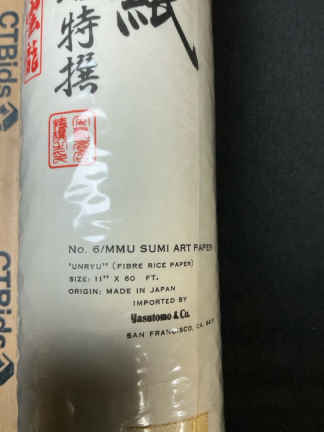 紙
特撰
No. 6/MMU SUMI ART PAPER
"UNRYU" (FIBRE RICE PAPER)
SIZE: 11" X 60 FT.
ORIGIN: MADE IN JAPAN
IMPORTED BY
Yasutomo & Co.
SAN FRANCISCO, CA.
CTBids
CTBids